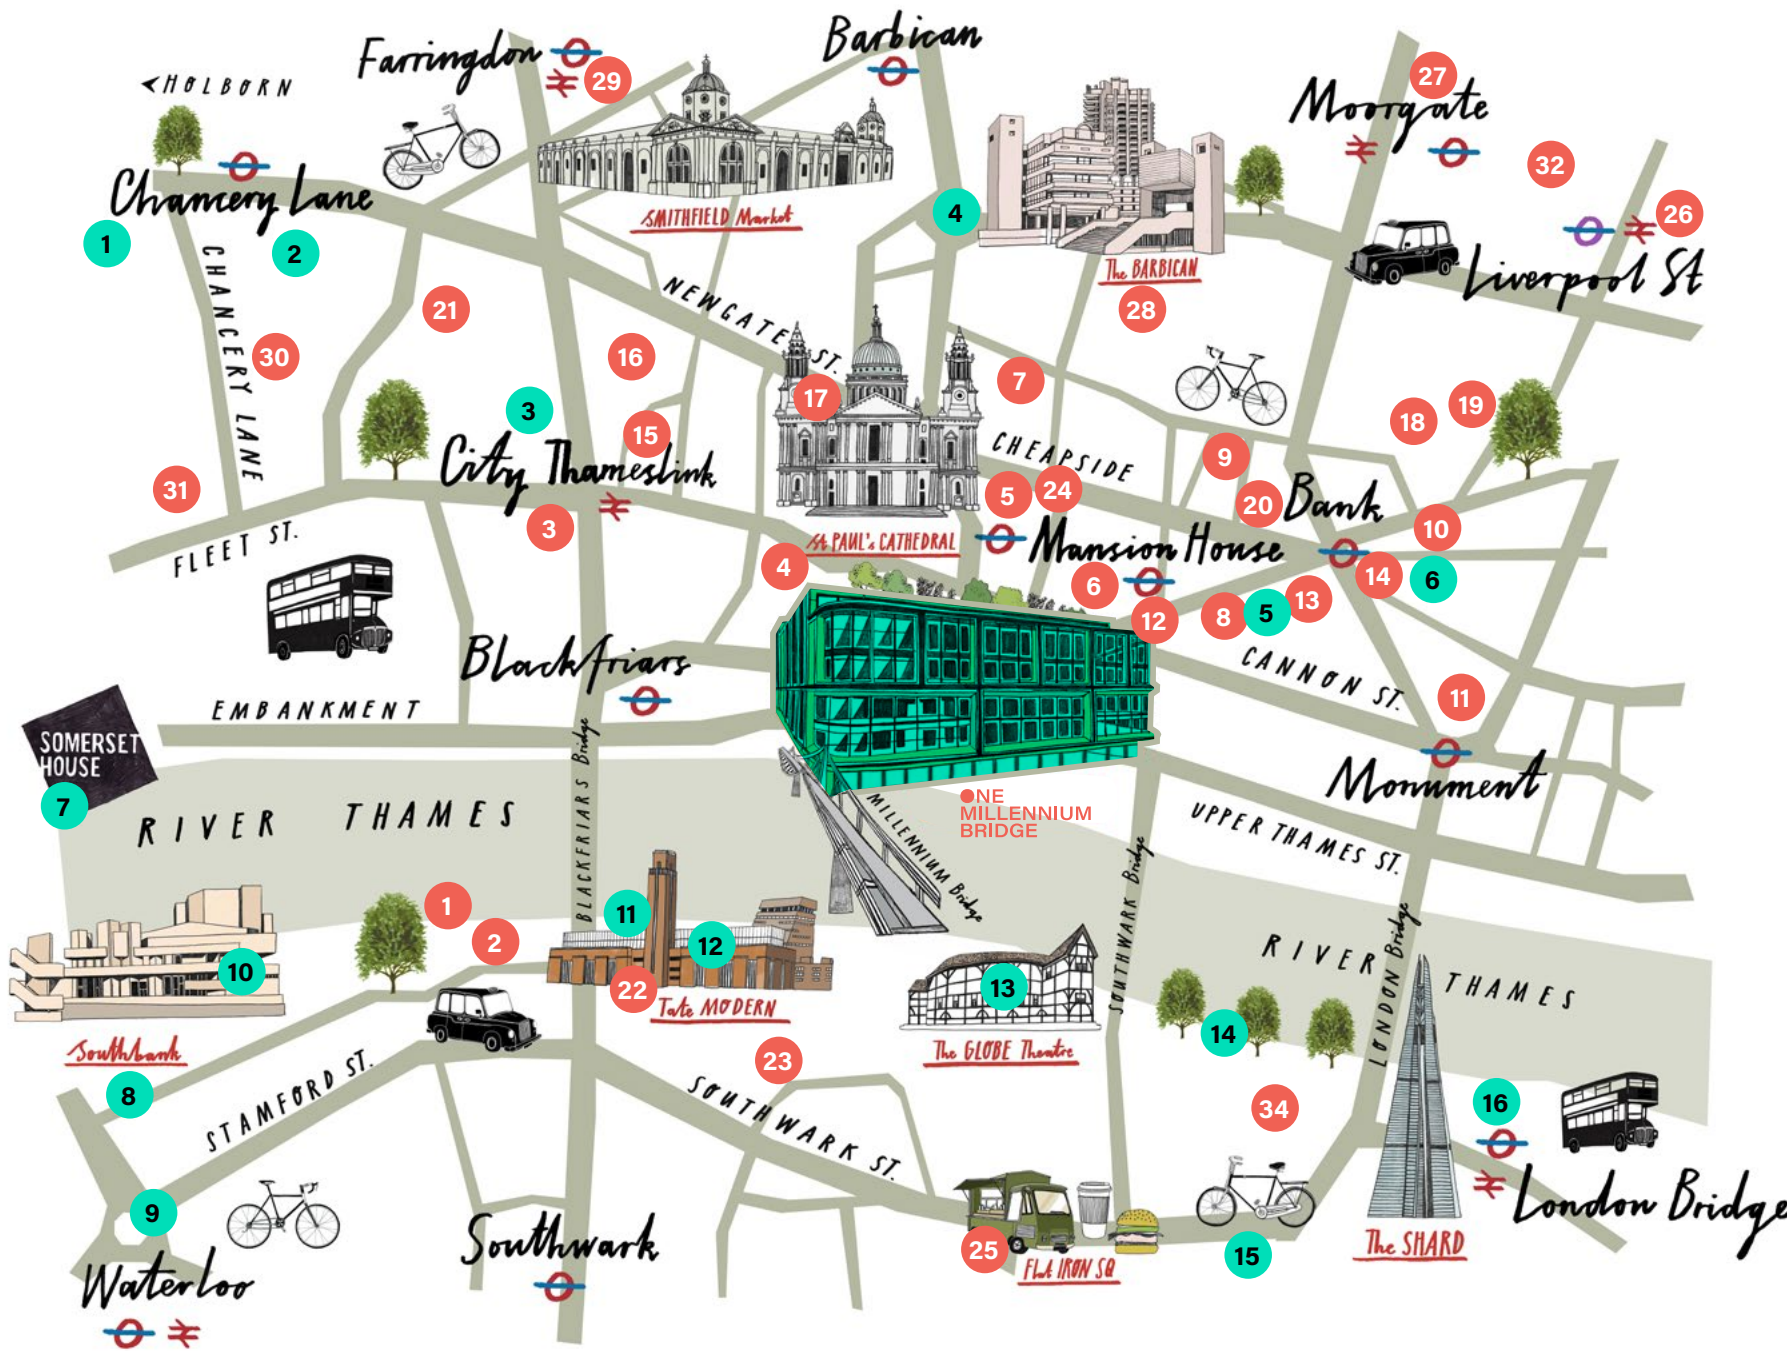 Farringdon
29
Barbican
27
Moorgate
◄HOLBORN
32
26
Chancery Lane
SMITHFIELD Market
4
1
2
The BARBICAN
Liverpool St
CHANCERY LANE
21
NEWGATE ST.
28
30
16
7
17
3
18
19
15
City Thameslink
CHEAPSIDE
9
31
5
24
20
Bank
10
3
FLEET ST.
St PAUL's CATHEDRAL
Mansion House
4
6
14
6
12
8
5
13
Blackfriars
CANNON ST.
11
EMBANKMENT
SOMERSET
HOUSE
7
BLACKFRIARS Bridge
Monument
RIVER THAMES
ONE
MILLENNIUM
BRIDGE
MILLENNIUM Bridge
UPPER THAMES ST.
SOUTHWARK Bridge
LONDON Bridge
1
2
11
12
10
22
Tate MODERN
13
The GLOBE Theatre
RIVER THAMES
14
Southbank
8
STAMFORD ST.
23
SOUTHWARK ST.
34
16
9
London Bridge
Southwark
25
Flat IRON SQ
15
The SHARD
Waterloo